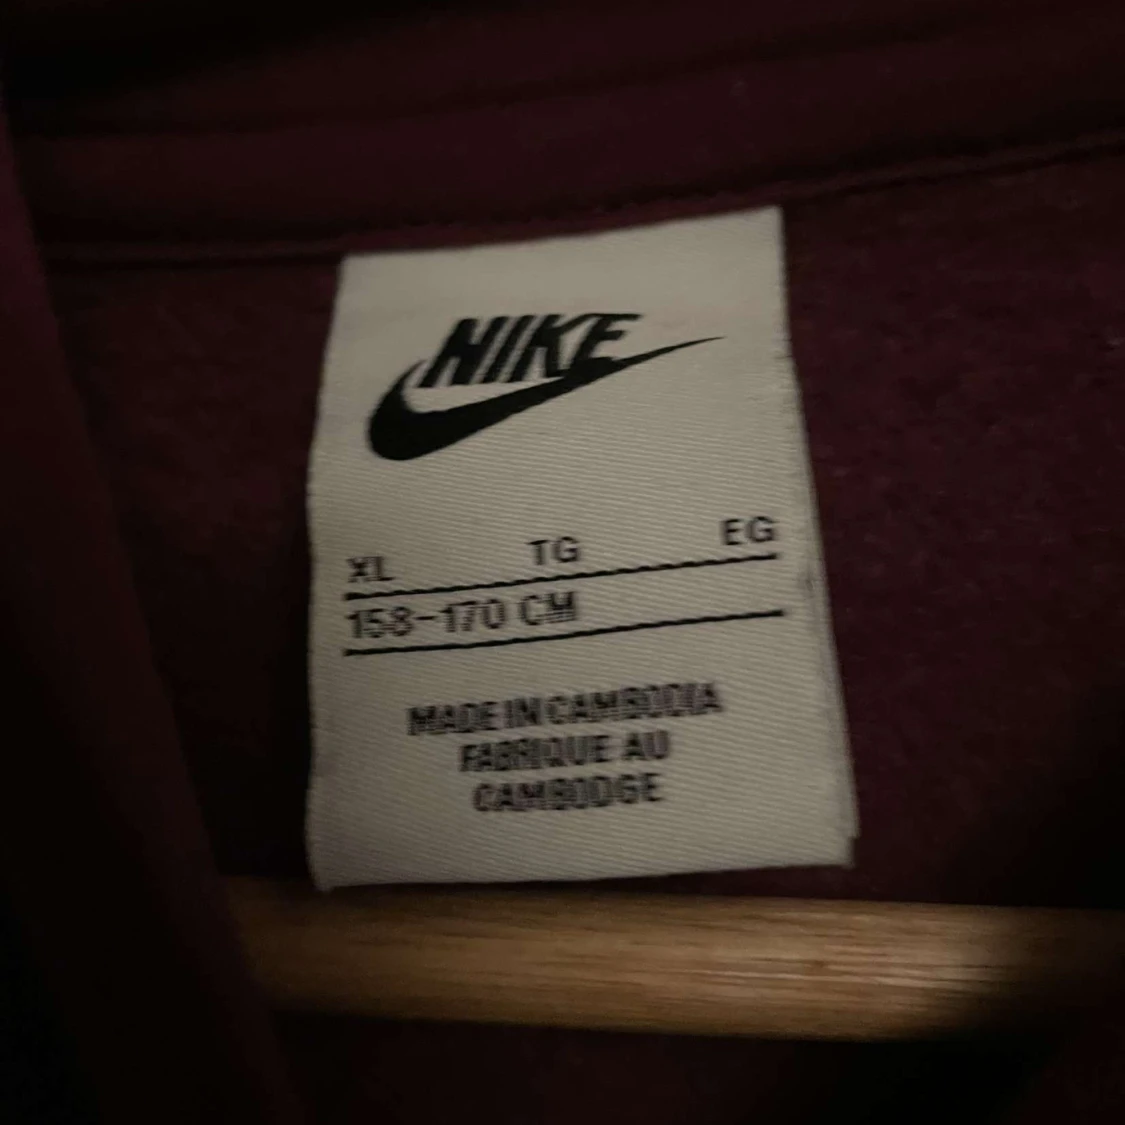 NIKE
XL TG EG
158-170 CM
MADE IN CAMBODIA
FABRIQUE AU
CAMBODGE